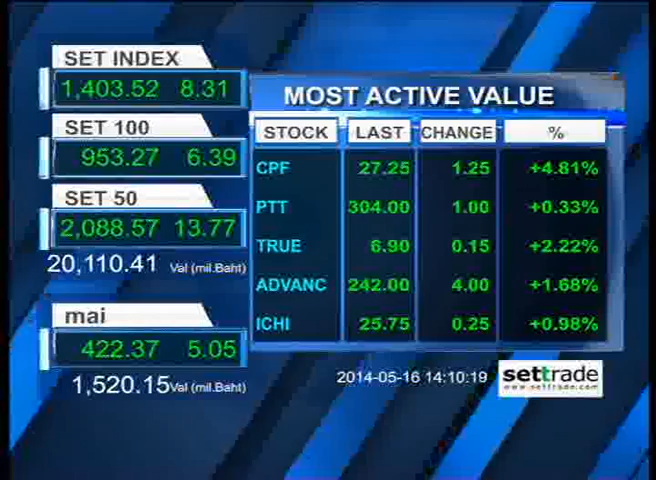 SET INDEX
1,403.52 8.31
SET 100
953.27 6.39
SET 50
2,088.57 13.77
20,110.41 Val (mil.Baht)
mai
422.37 5.05
1,520.15 Val (mil.Baht)
MOST ACTIVE VALUE
STOCK LAST CHANGE %
CPF 27.25 1.25 +4.81%
PTT 304.00 1.00 +0.33%
TRUE 6.90 0.15 +2.22%
ADVANC 242.00 4.00 +1.68%
ICHI 25.75 0.25 +0.98%
2014-05-16 14:10:19
settrade
www.settrade.com